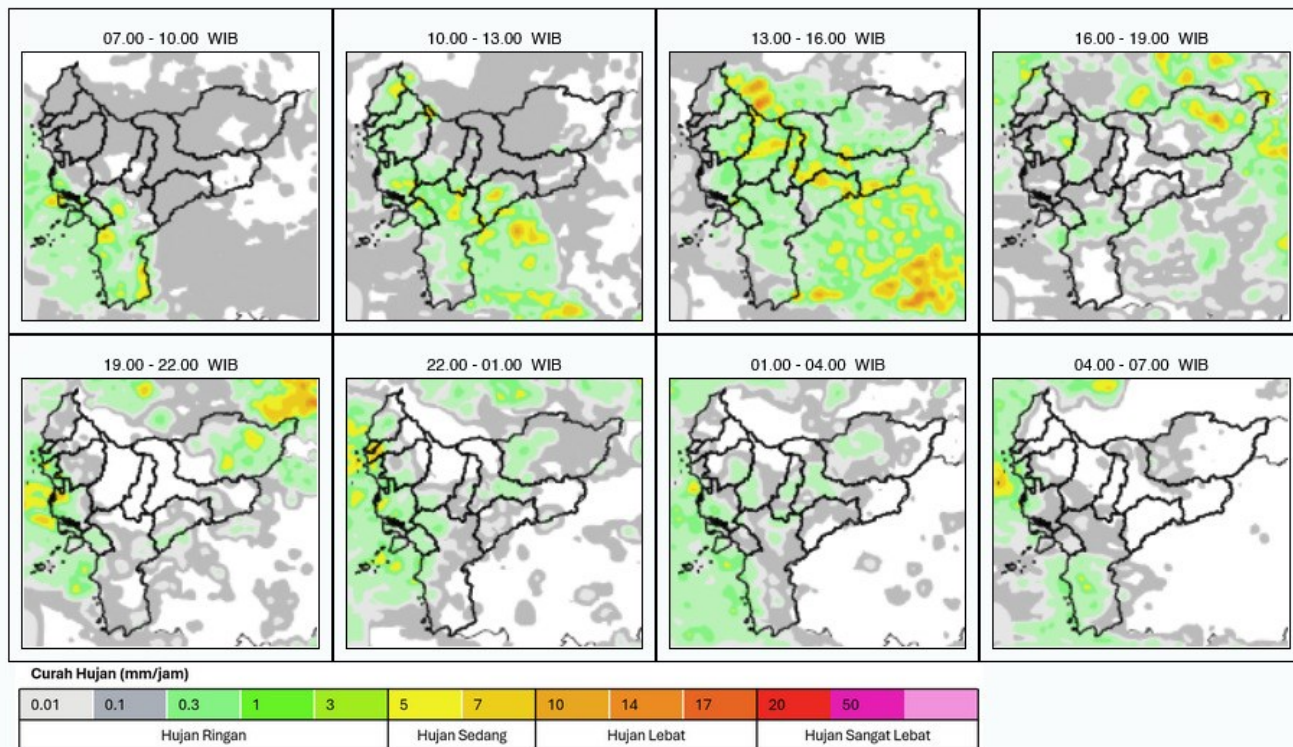 07.00 - 10.00 WIB
10.00 - 13.00 WIB
13.00 - 16.00 WIB
16.00 - 19.00 WIB
19.00 - 22.00 WIB
22.00 - 01.00 WIB
01.00 - 04.00 WIB
04.00 - 07.00 WIB
Curah Hujan (mm/jam)
0.01 0.1 0.3 1 3 5 7 10 14 17 20 50
Hujan Ringan Hujan Sedang Hujan Lebat Hujan Sangat Lebat